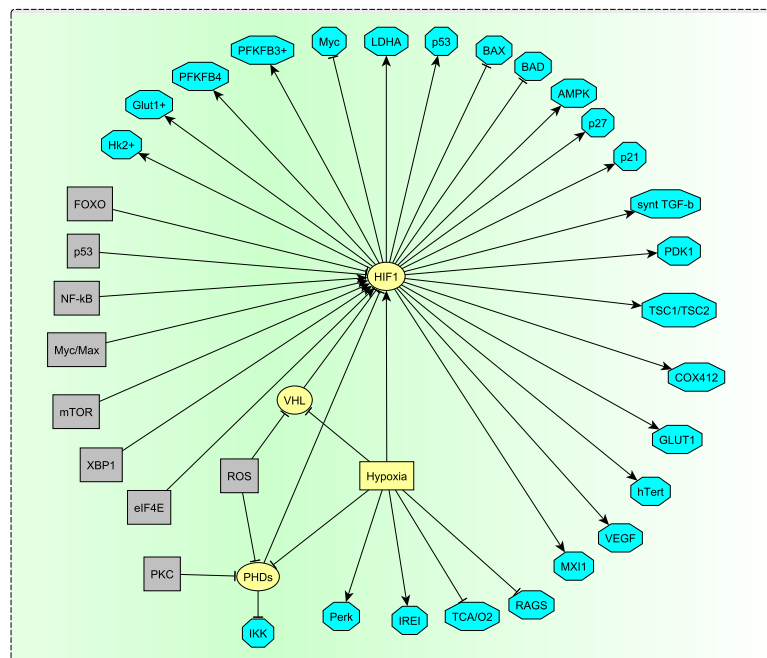 Myc
LDHA
p53
PFKFB3+
BAX
BAD
PFKFB4
AMPK
Glut1+
p27
Hk2+
p21
FOXO
synt TGF-b
p53
PDK1
HIF1
NF-kB
TSC1/TSC2
Myc/Max
COX412
VHL
mTOR
GLUT1
XBP1
ROS
Hypoxia
hTert
eIF4E
VEGF
MXI1
PKC
PHDs
RAGS
Perk
IREI
TCA/O2
IKK